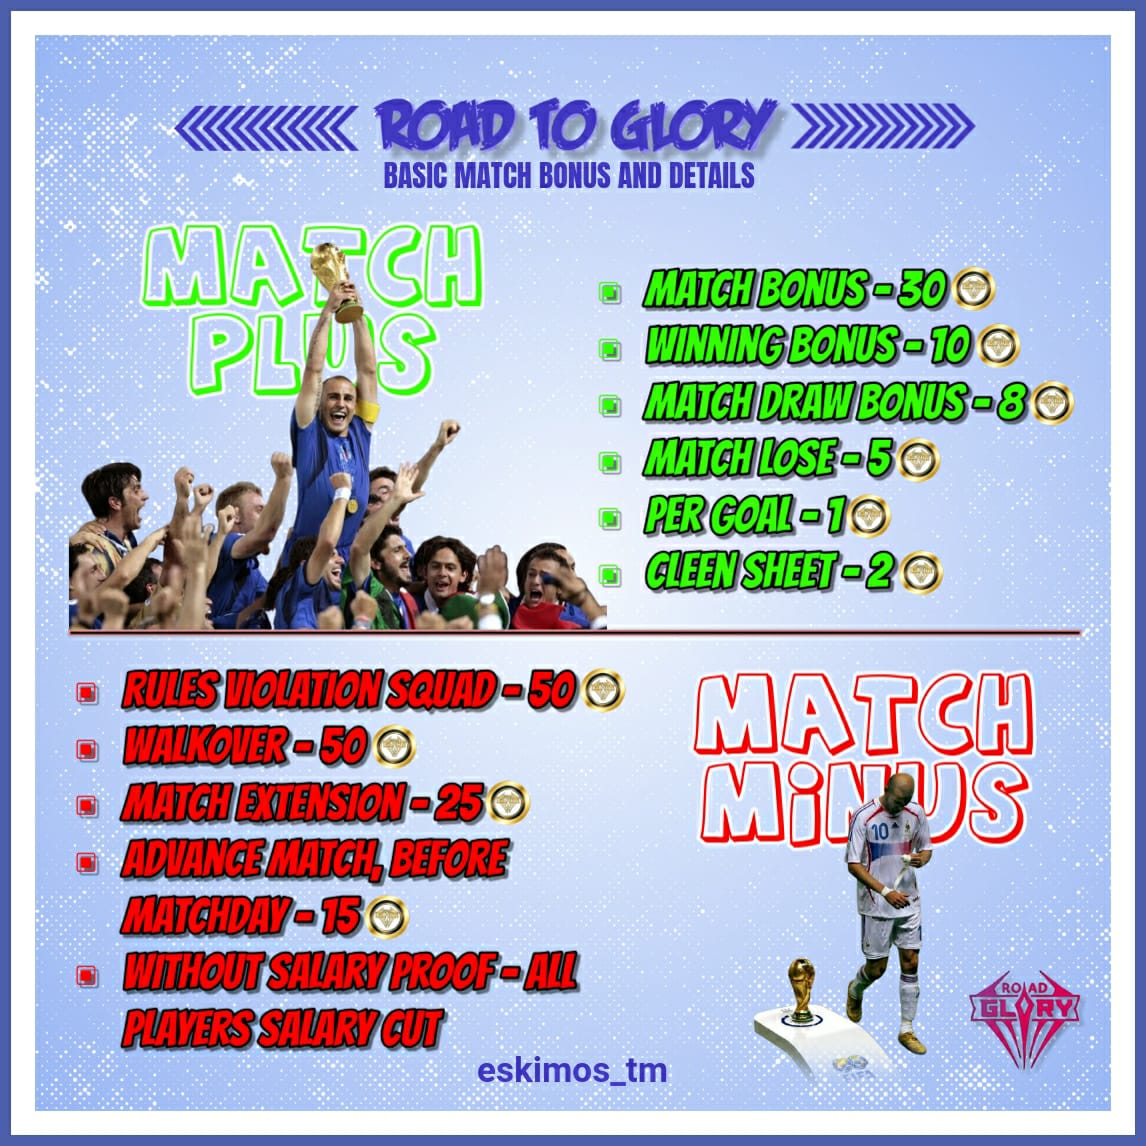 ROAD TO GLORY
BASIC MATCH BONUS AND DETAILS
MATCH
PLUS
MATCH BONUS - 30
WINNING BONUS - 10
MATCH DRAW BONUS - 8
MATCH LOSE - 5
PER GOAL - 1
CLEEN SHEET - 2
RULES VIOLATION SQUAD - 50
WALKOVER - 50
MATCH EXTENSION - 25
ADVANCE MATCH, BEFORE
MATCHDAY - 15
WITHOUT SALARY PROOF - ALL
PLAYERS SALARY CUT
MATCH
MiNUS
10
FIFA
ROAD
GLORY
eskimos_tm